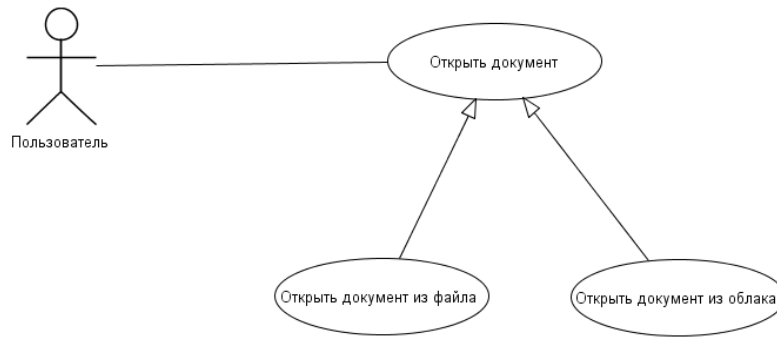 Открыть документ
Пользователь
Открыть документ из файла
Открыть документ из облака